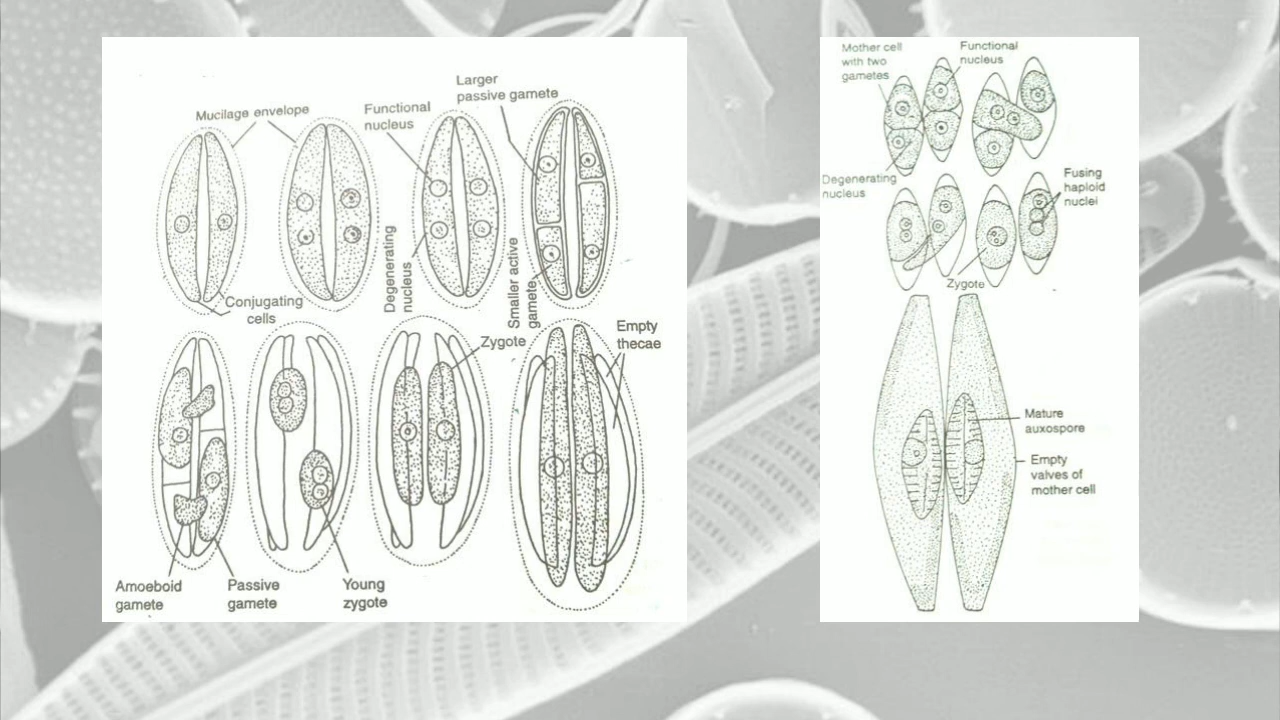 Larger
passive gamete
Mucilage envelope
Functional
nucleus
Degenerating
nucleus
Smaller active
gamete
Conjugating
cells
Zygote
Empty
thecae
Amoeboid
gamete
Passive
gamete
Young
zygote
Mother cell
with two
gametes
Functional
nucleus
Degenerating
nucleus
Fusing
haploid
nuclei
Zygote
Mature
auxospore
Empty
valves of
mother cell